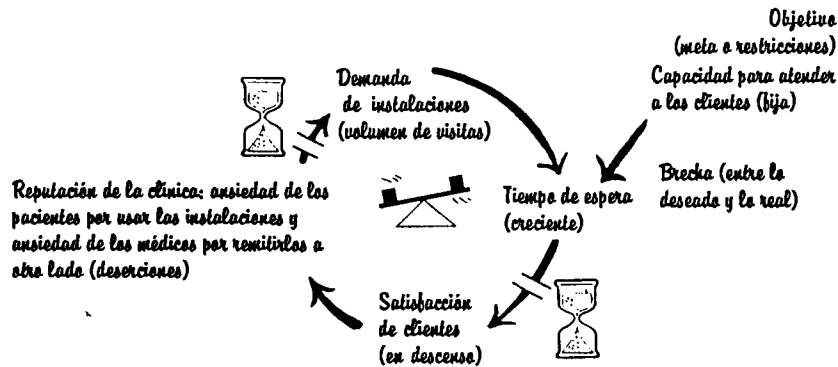 Objetivo
(meta o restricciones)
Capacidad para atender
a los clientes (fija)
Demanda
de instalaciones
(volumen de visitas)
Brecha (entre lo
deseado y lo real)
Tiempo de espera
(creciente)
Reputación de la clínica: ansiedad de los
pacientes por usar las instalaciones y
ansiedad de los médicos por remitirlos a
otro lado (deserciones)
Satisfacción
de clientes
(en descenso)